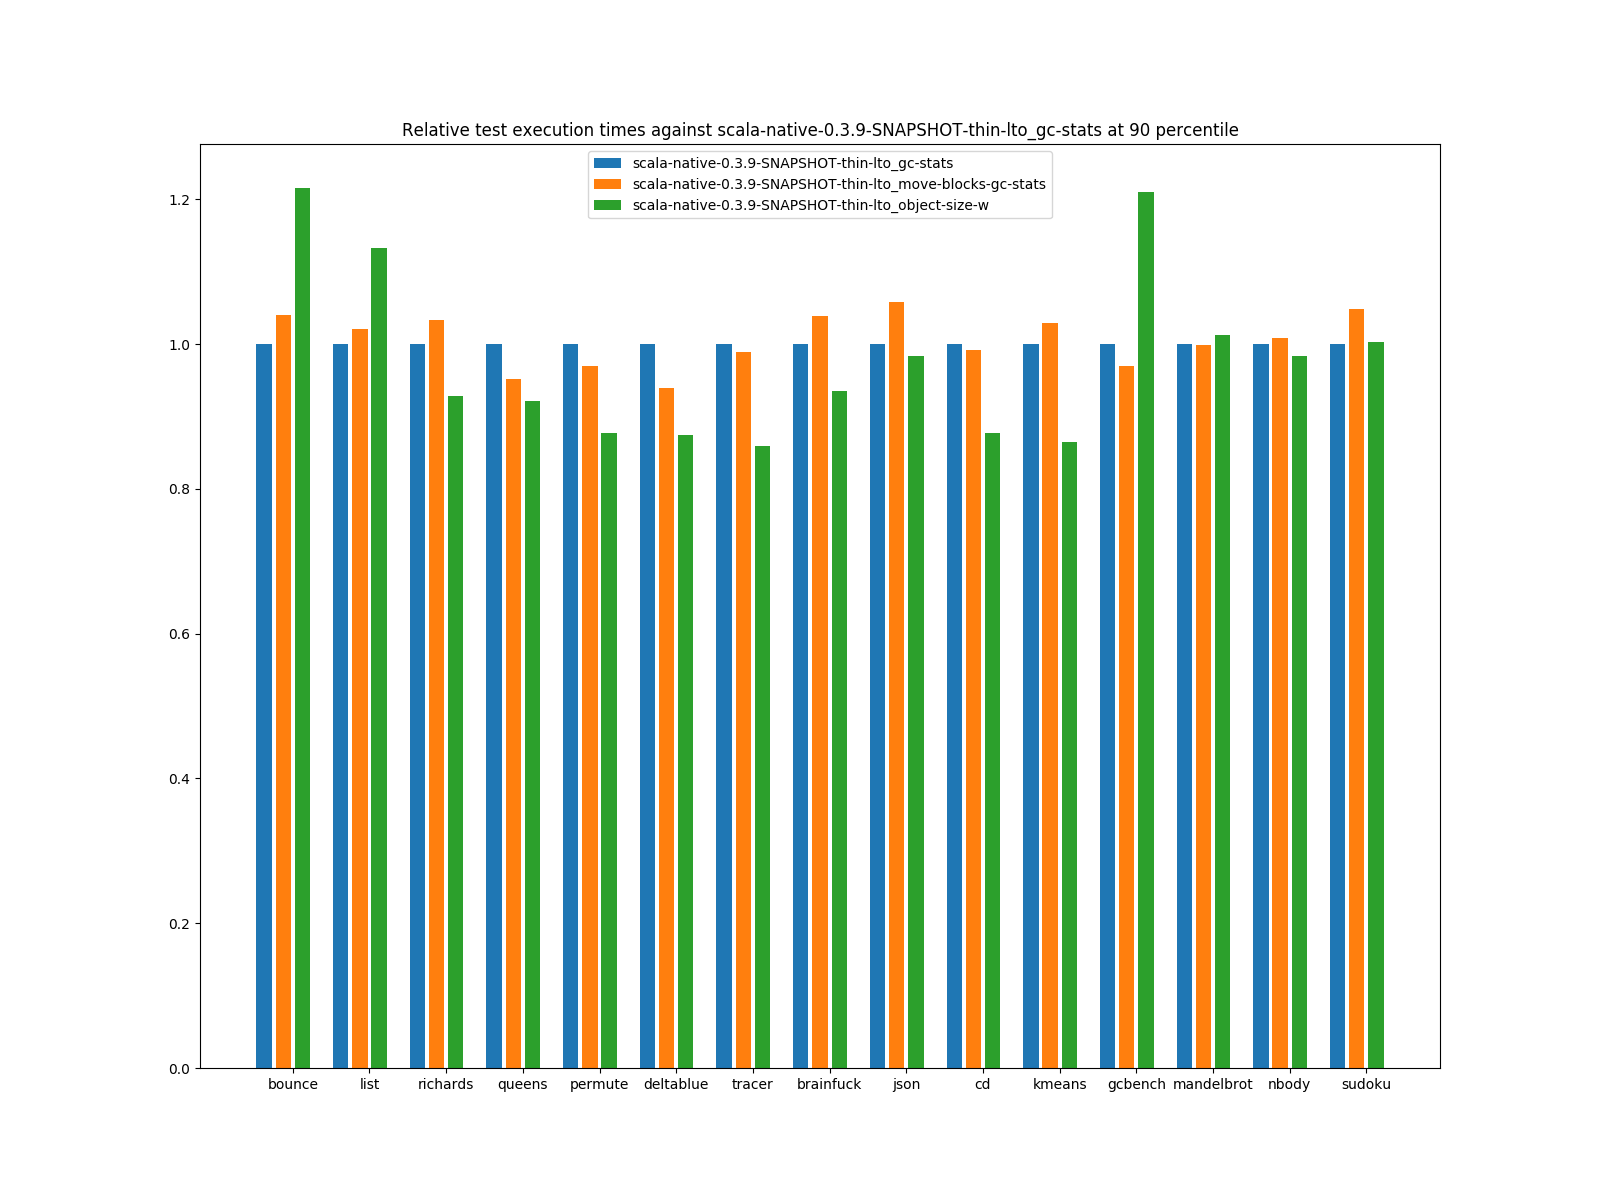 Relative test execution times against scala-native-0.3.9-SNAPSHOT-thin-lto_gc-stats at 90 percentile
scala-native-0.3.9-SNAPSHOT-thin-lto_gc-stats
scala-native-0.3.9-SNAPSHOT-thin-lto_move-blocks-gc-stats
scala-native-0.3.9-SNAPSHOT-thin-lto_object-size-w
1.2
1.0
0.8
0.6
0.4
0.2
0.0
bounce list richards queens permute deltablue tracer brainfuck json cd kmeans gcbench mandelbrot nbody sudoku